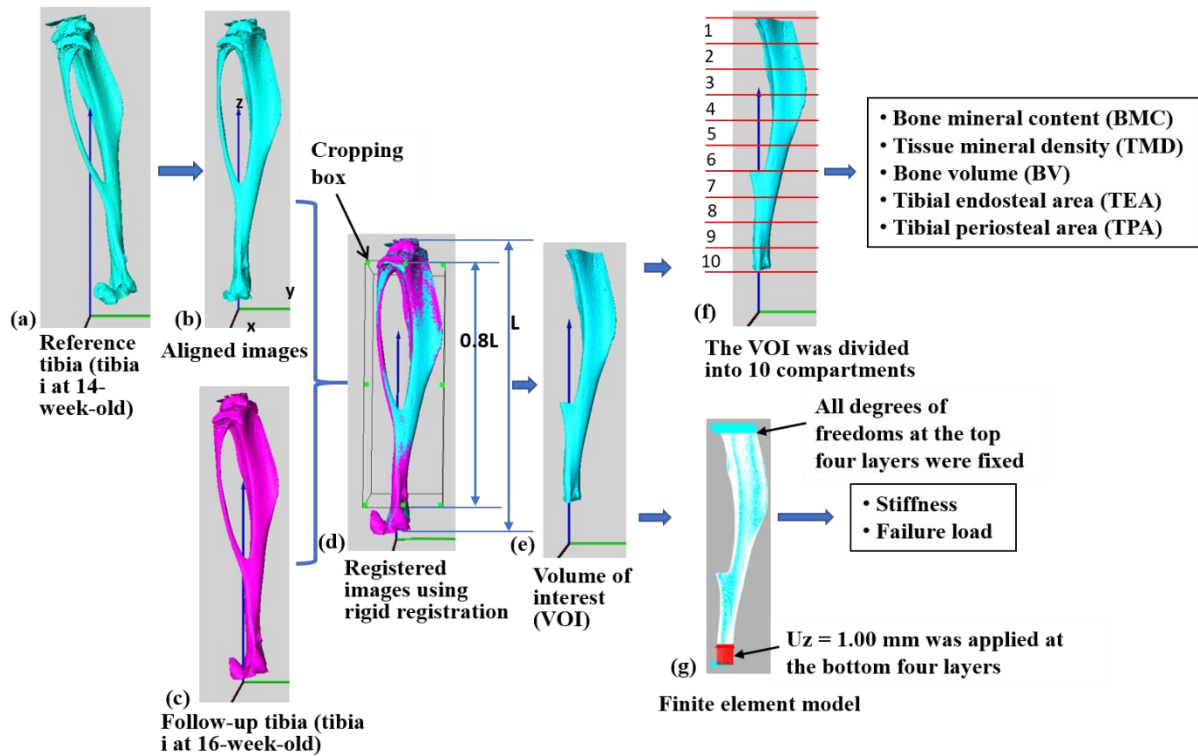 (a)
Reference
tibia (tibia
i at 14-
week-old)
z
y
x
(b)
Aligned images
(c)
Follow-up tibia (tibia
i at 16-week-old)
Cropping
box
0.8L
L
(d)
Registered
images using
rigid registration
(e)
Volume of
interest
(VOI)
1
2
3
4
5
6
7
8
9
10
(f)
The VOI was divided
into 10 compartments
• Bone mineral content (BMC)
• Tissue mineral density (TMD)
• Bone volume (BV)
• Tibial endosteal area (TEA)
• Tibial periosteal area (TPA)
All degrees of
freedoms at the top
four layers were fixed
• Stiffness
• Failure load
Uz = 1.00 mm was applied at
the bottom four layers
(g)
Finite element model